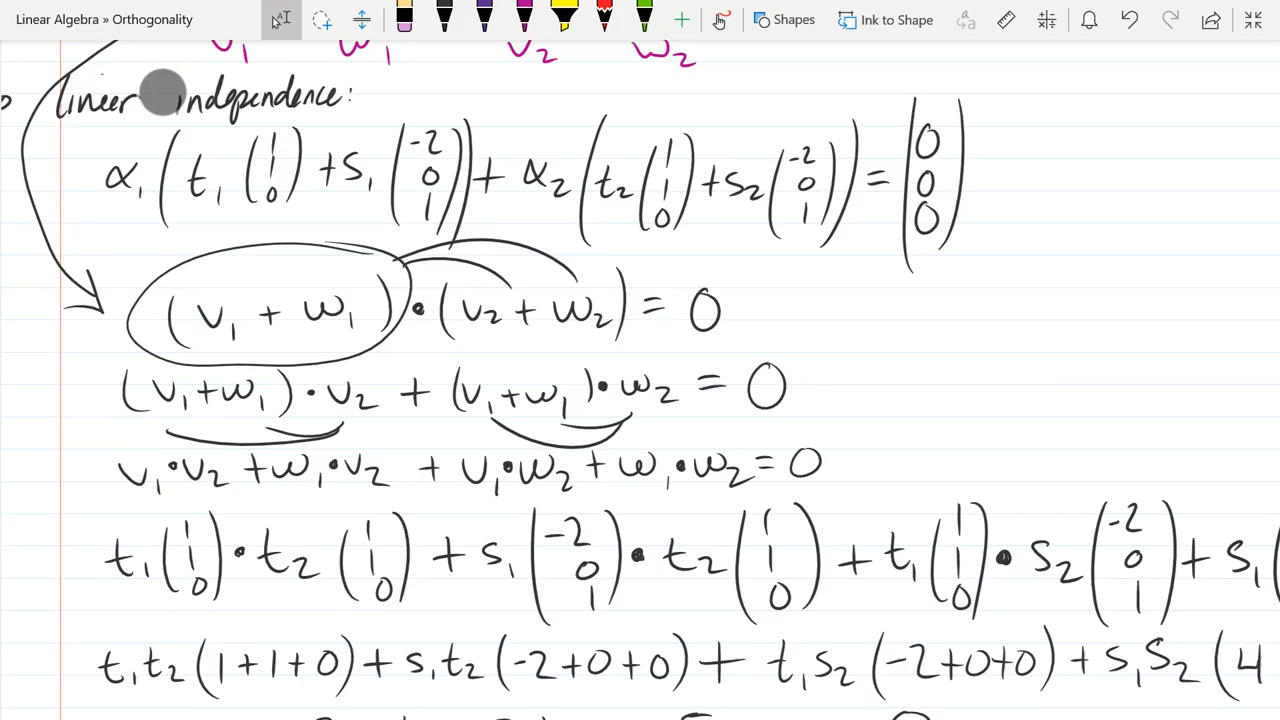 Linear Algebra » Orthogonality Shapes Ink to Shape
v₁ w₁ v₂ w₂
linear independence:
α₁ ( t₁ (1 1 0) + s₁ (-2 0 1) ) + α₂ ( t₂ (1 1 0) + s₂ (-2 0 1) ) = (0 0 0)
(v₁ + w₁) • (v₂ + w₂) = 0
(v₁+w₁) • v₂ + (v₁+w₁) • w₂ = 0
v₁•v₂ + w₁•v₂ + v₁•w₂ + w₁•w₂ = 0
t₁ (1 1 0) • t₂ (1 1 0) + s₁ (-2 0 1) • t₂ (1 1 0) + t₁ (1 1 0) • s₂ (-2 0 1) + s₁ (
t₁t₂ (1+1+0) + s₁t₂ (-2+0+0) + t₁s₂ (-2+0+0) + s₁s₂ (4